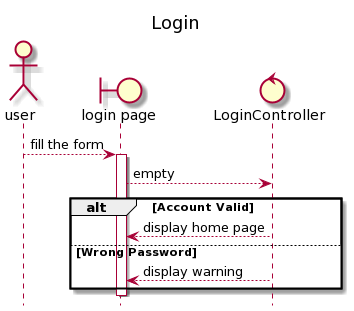 Login
user
login page
LoginController
fill the form
empty
alt [Account Valid]
display home page
[Wrong Password]
display warning